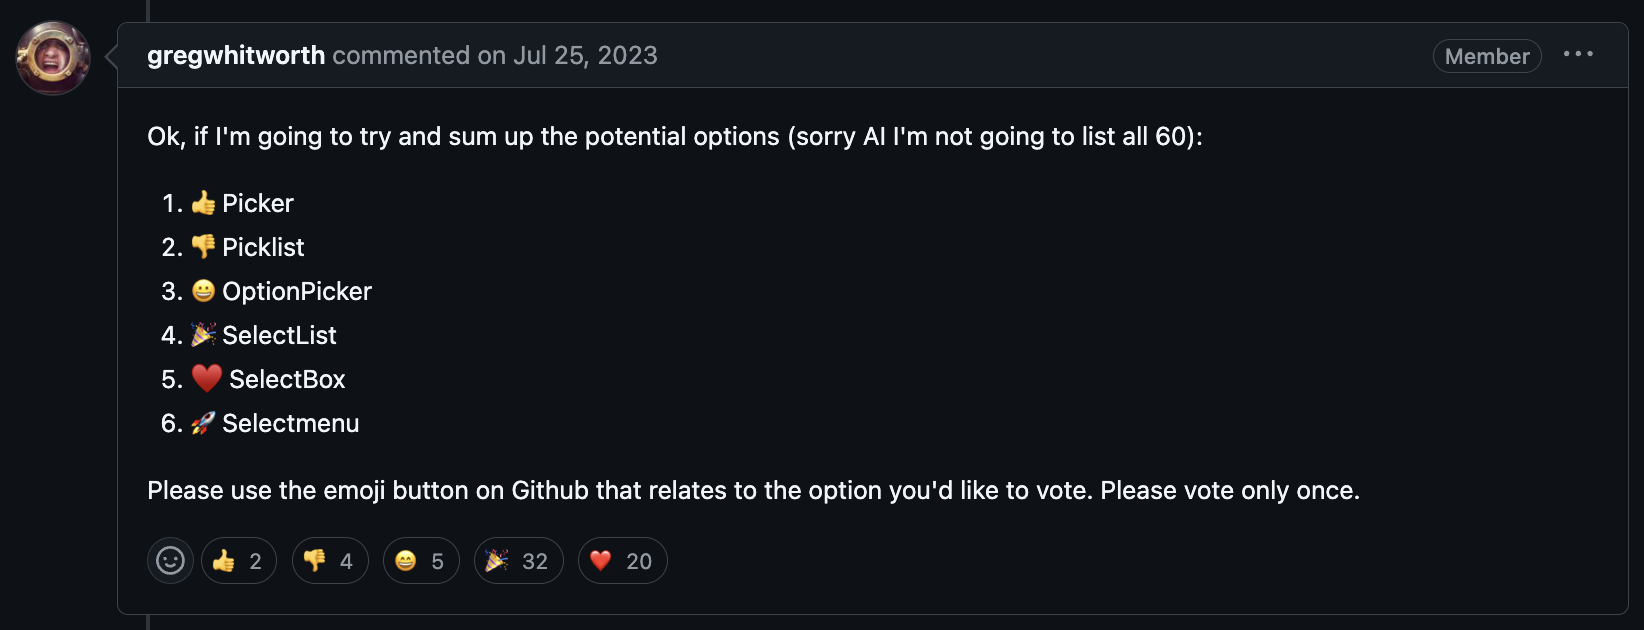 gregwhitworth commented on Jul 25, 2023
Member
Ok, if I'm going to try and sum up the potential options (sorry AI I'm not going to list all 60):
1. 👍 Picker
2. 👎 Picklist
3. 😀 OptionPicker
4. 🎉 SelectList
5. ❤️ SelectBox
6. 🚀 Selectmenu
Please use the emoji button on Github that relates to the option you'd like to vote. Please vote only once.
👍 2 👎 4 😄 5 🎉 32 ❤️ 20